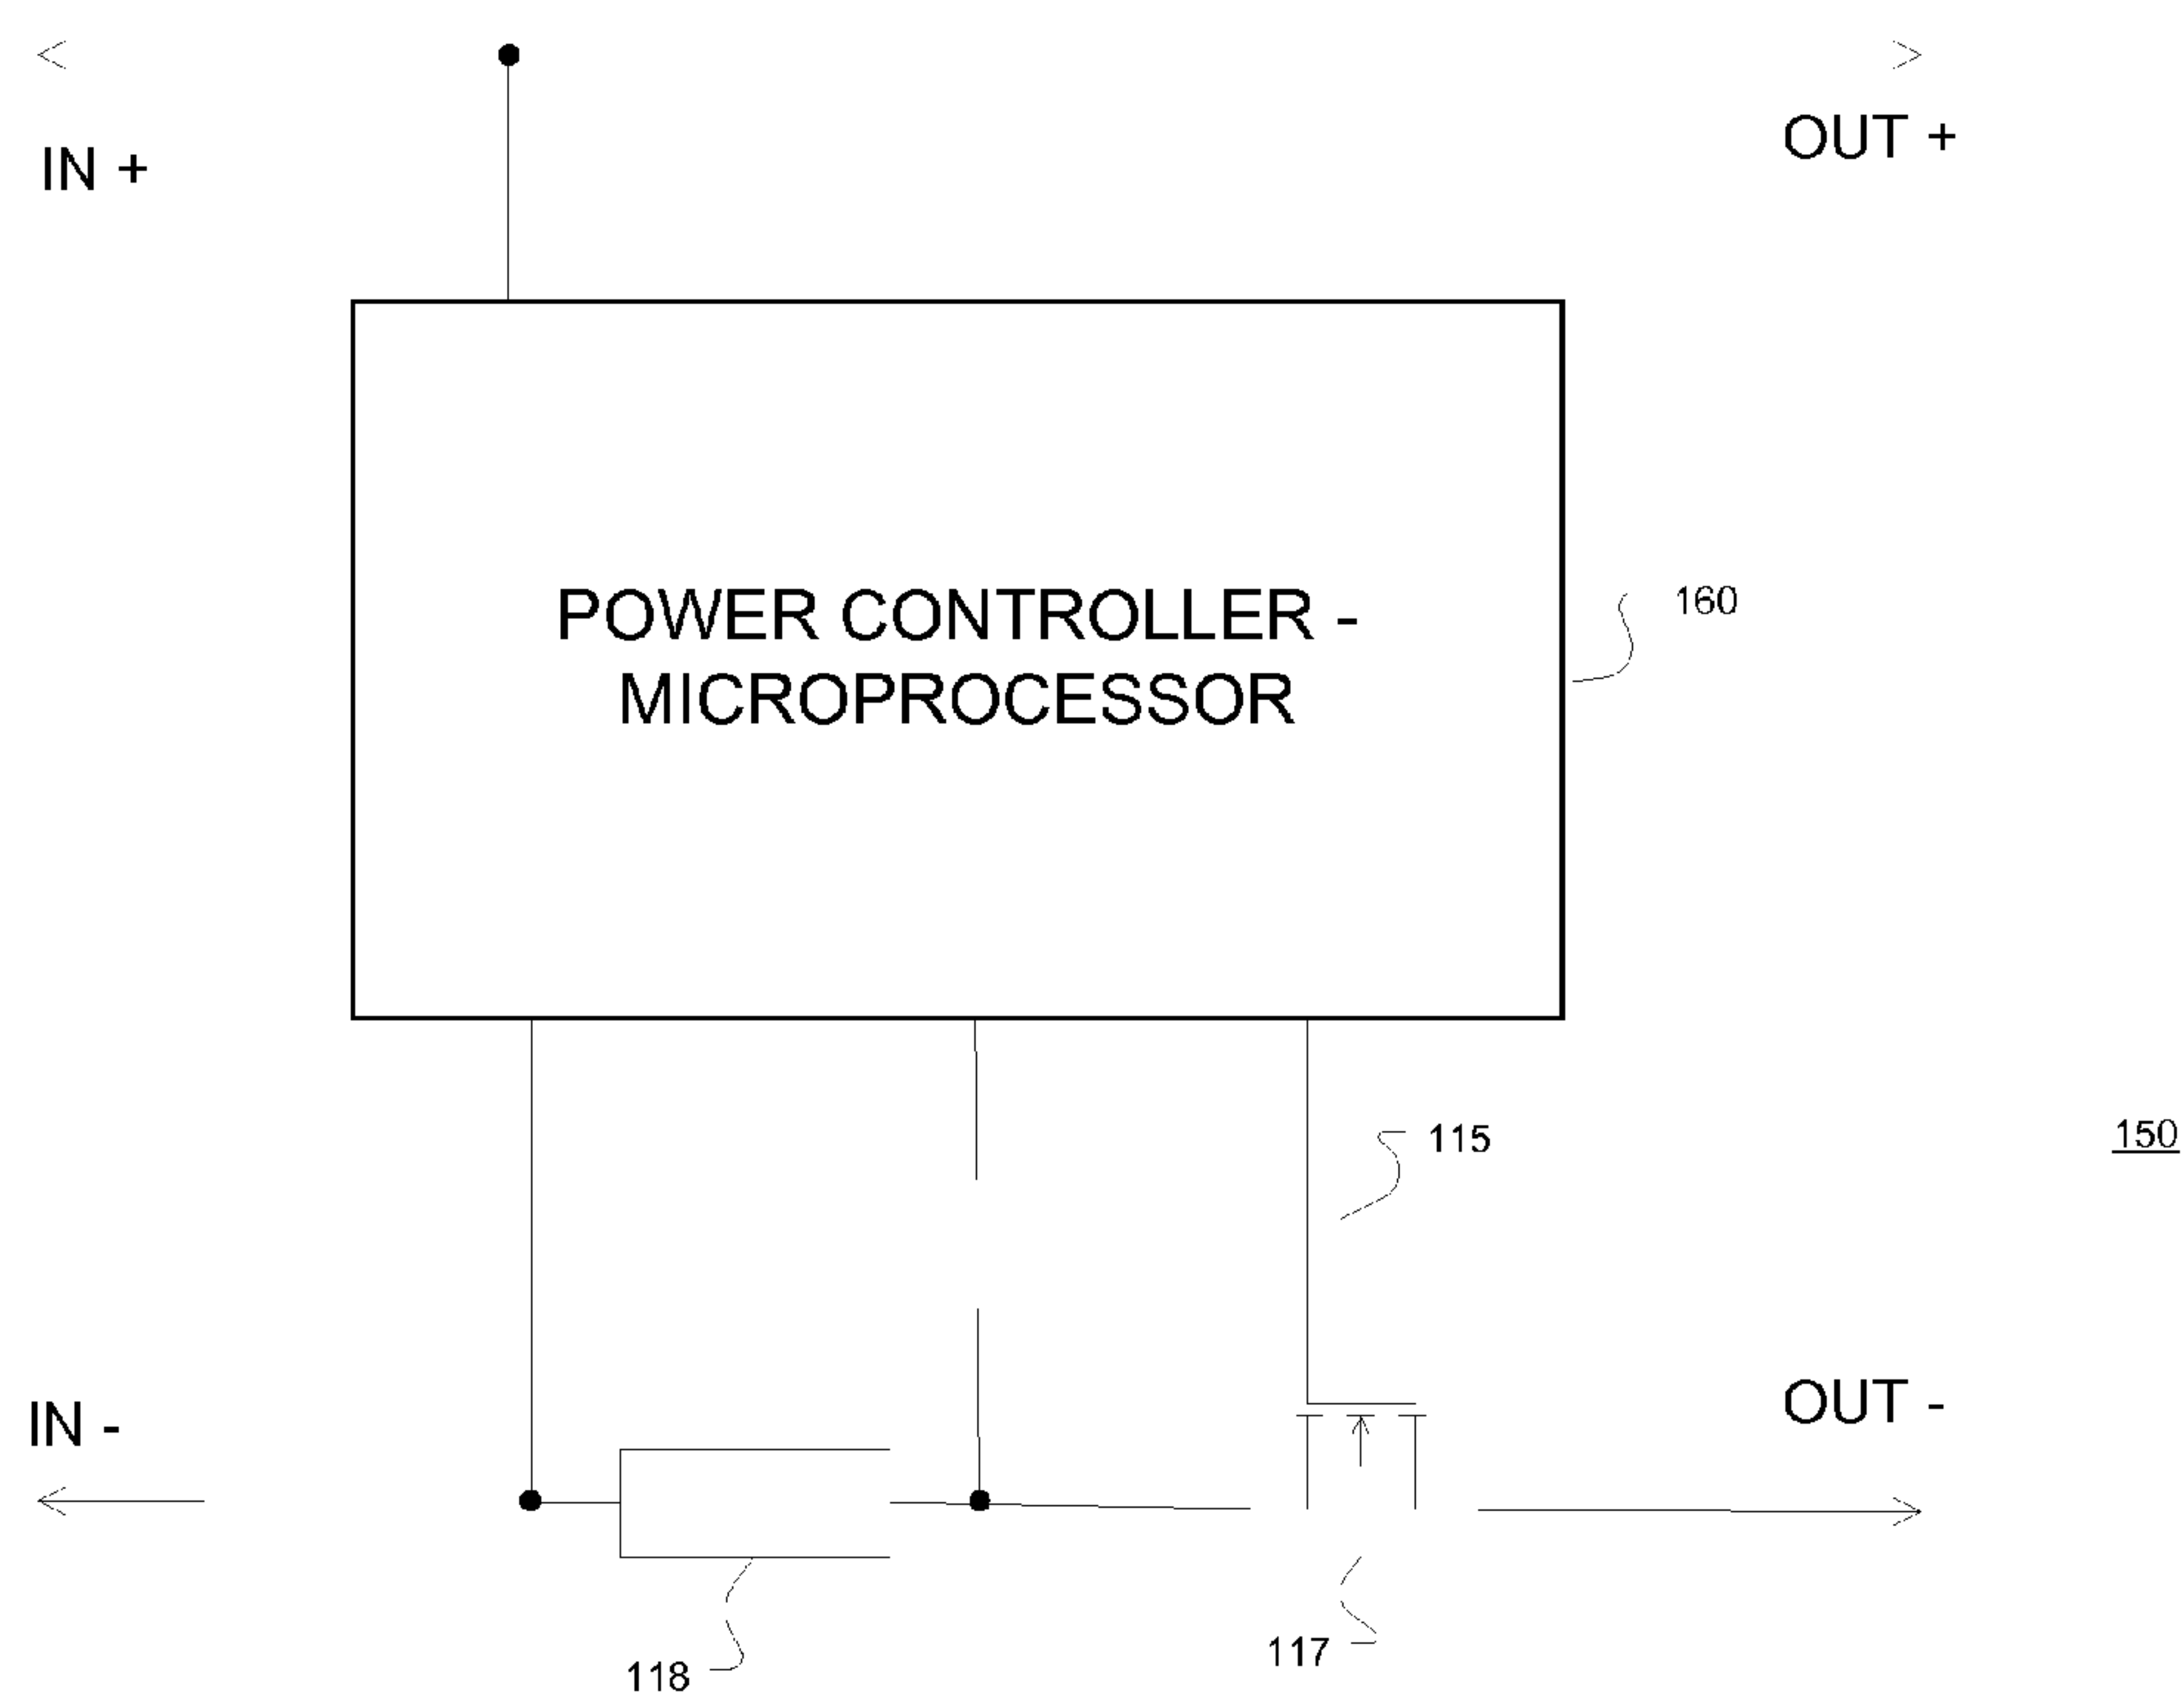 IN +
OUT +
POWER CONTROLLER -
MICROPROCESSOR
160
115
150
IN -
OUT -
117
118